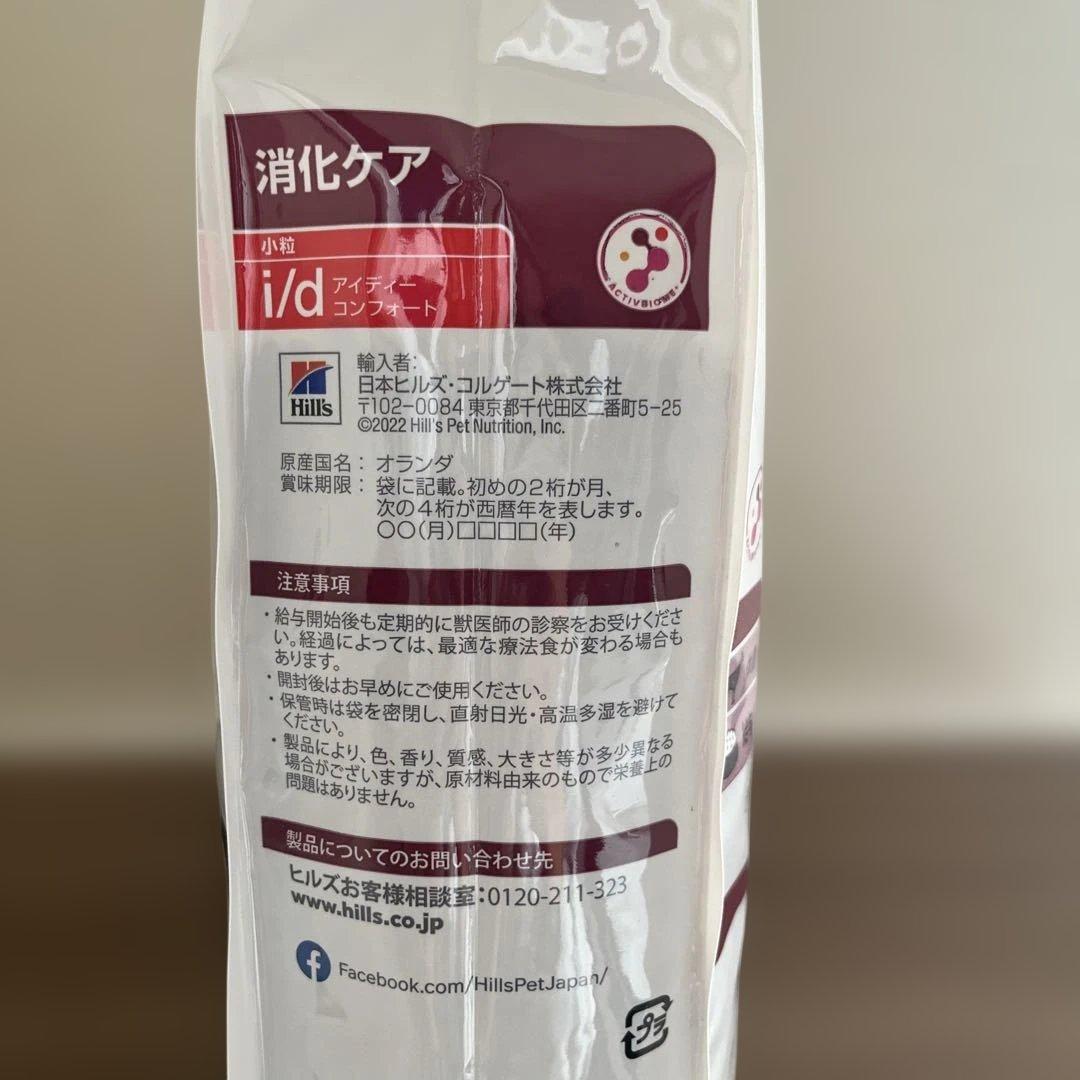 消化ケア
小粒
i/d アイディー
コンフォート
ACTIVBIOME+
Hill's
輸入者:
日本ヒルズ・コルゲート株式会社
〒102-0084 東京都千代田区二番町5-25
©2022 Hill's Pet Nutrition, Inc.
原産国名： オランダ
賞味期限： 袋に記載。初めの2桁が月、
次の4桁が西暦年を表します。
○○(月)□□□□(年)
注意事項
・給与開始後も定期的に獣医師の診察をお受けくださ
い。経過によっては、最適な療法食が変わる場合も
あります。
・開封後はお早めにご使用ください。
・保管時は袋を密閉し、直射日光・高温多湿を避けて
ください。
・製品により、色、香り、質感、大きさ等が多少異なる
場合がございますが、原材料由来のもので栄養上の
問題はありません。
製品についてのお問い合わせ先
ヒルズお客様相談室：0120-211-323
www.hills.co.jp
Facebook.com/HillsPetJapan/
プラ